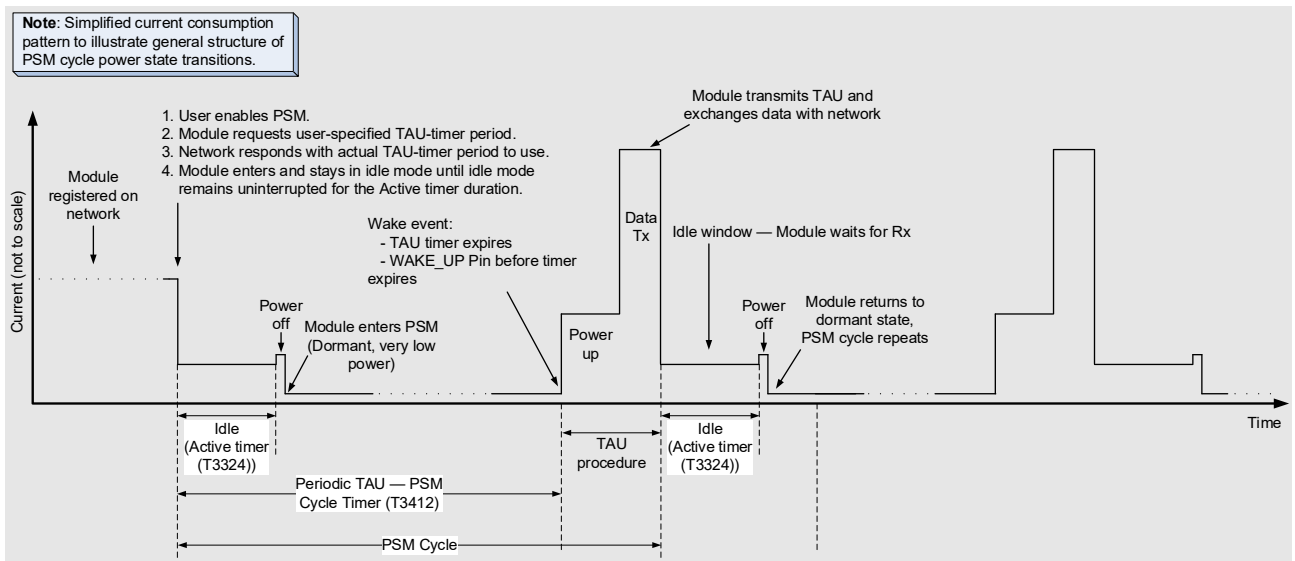 Note: Simplified current consumption
pattern to illustrate general structure of
PSM cycle power state transitions.
Current (not to scale)
Module
registered on
network
1. User enables PSM.
2. Module requests user-specified TAU-timer period.
3. Network responds with actual TAU-timer period to use.
4. Module enters and stays in idle mode until idle mode
remains uninterrupted for the Active timer duration.
Power
off
Module enters PSM
(Dormant, very low
power)
Wake event:
- TAU timer expires
- WAKE_UP Pin before timer
expires
Power
up
Data
Tx
Module transmits TAU and
exchanges data with network
Idle window — Module waits for Rx
Power
off
Module returns to
dormant state,
PSM cycle repeats
Time
Idle
(Active timer
(T3324))
TAU
procedure
Idle
(Active timer
(T3324))
Periodic TAU — PSM
Cycle Timer (T3412)
PSM Cycle